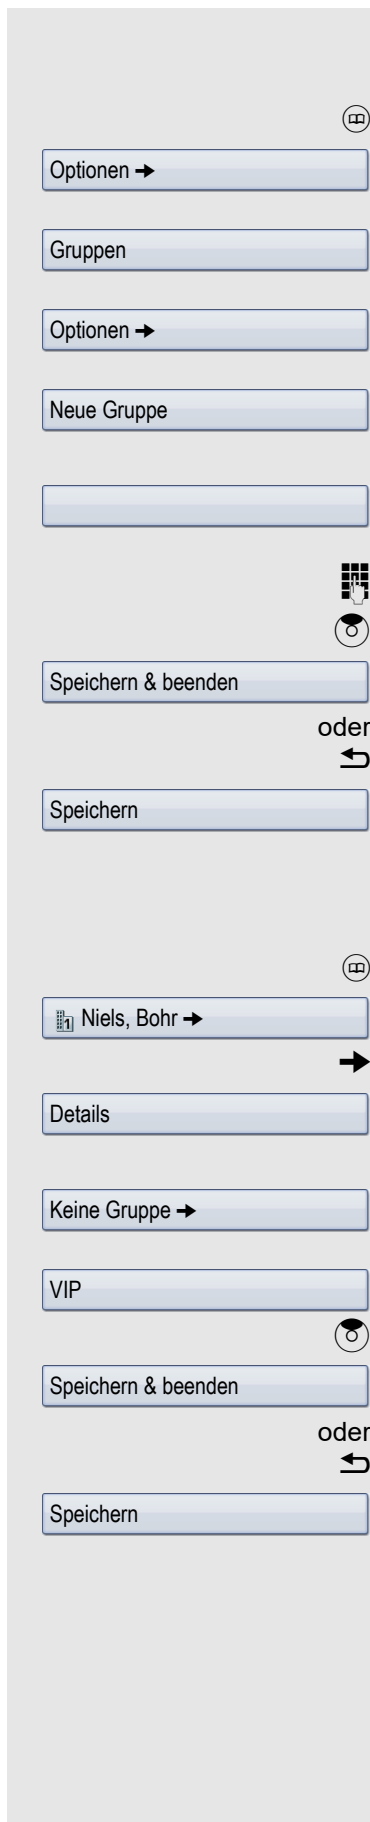 Optionen →
Gruppen
Optionen →
Neue Gruppe
Speichern & beenden
oder
Speichern
1 Niels, Bohr →
Details
Keine Gruppe →
VIP
Speichern & beenden
oder
Speichern